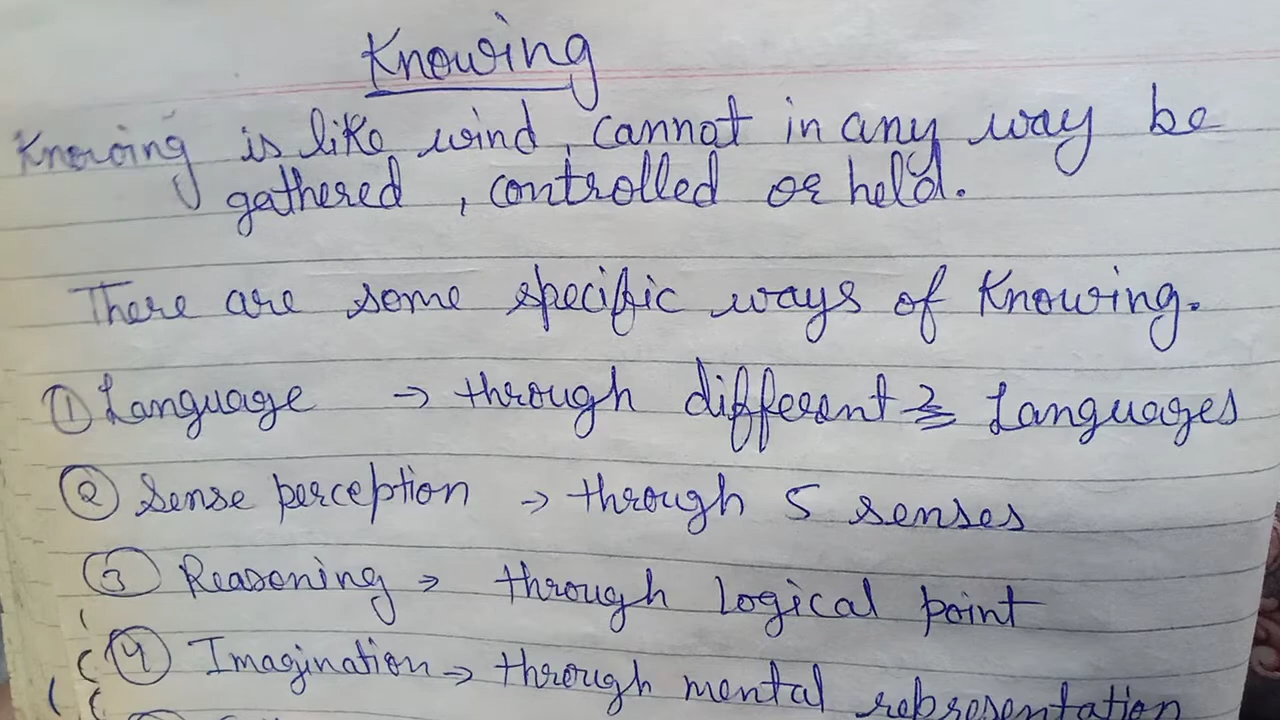 Knowing
Knowing is like wind, cannot in any way be
gathered, controlled or held.
There are some specific ways of Knowing.
① Language → through different Languages
② Sense perception → through 5 senses
③ Reasoning → through Logical point
④ Imagination → through mental representation